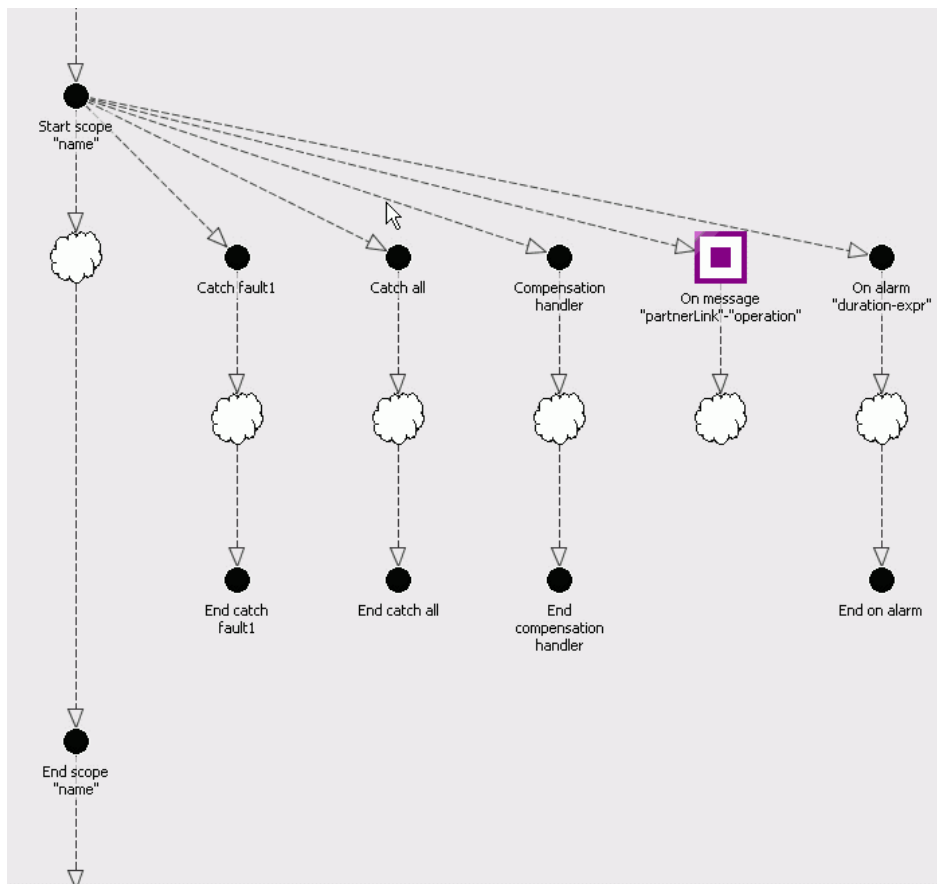 Start scope
"name"
Catch fault1
Catch all
Compensation
handler
On message
"partnerLink"-"operation"
On alarm
"duration-expr"
End catch
fault1
End catch all
End
compensation
handler
End on alarm
End scope
"name"